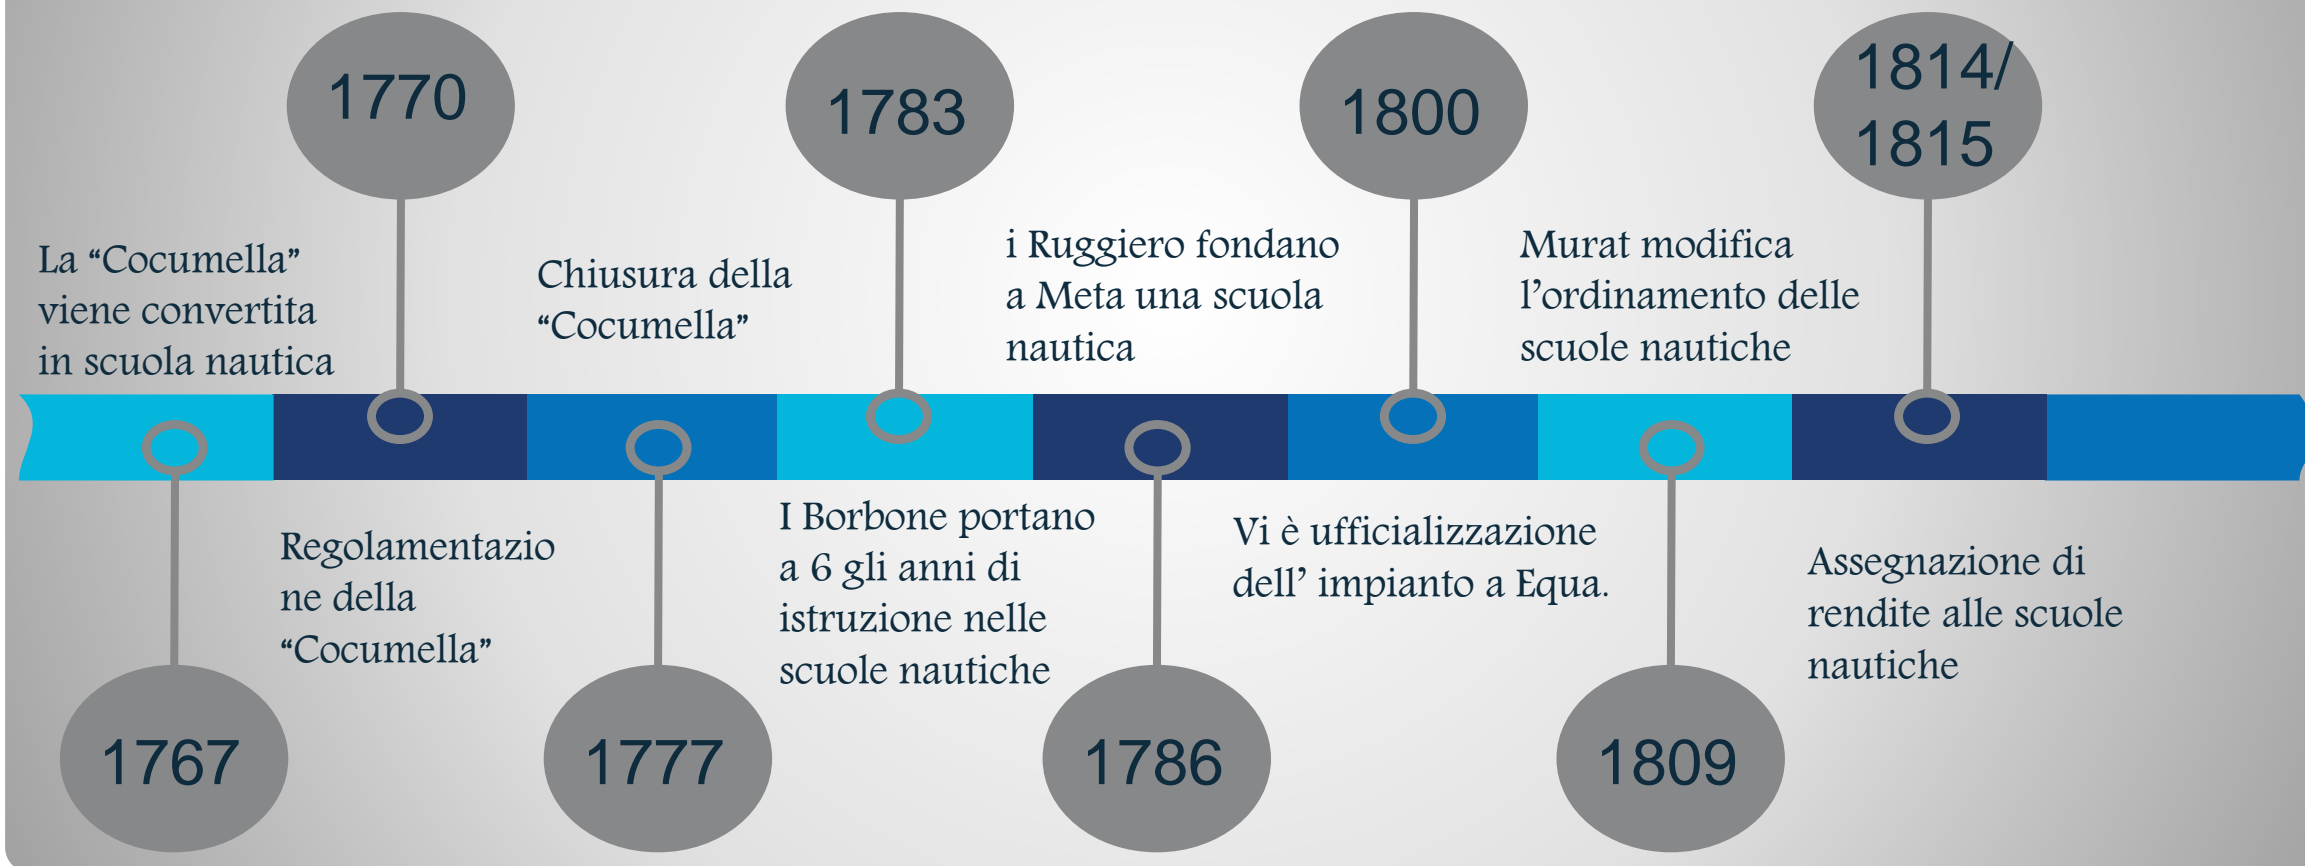 1767
La “Cocumella”
viene convertita
in scuola nautica
1770
Regolamentazio
ne della
“Cocumella”
1777
Chiusura della
“Cocumella”
1783
I Borbone portano
a 6 gli anni di
istruzione nelle
scuole nautiche
1786
i Ruggiero fondano
a Meta una scuola
nautica
1800
Vi è ufficializzazione
dell’ impianto a Equa.
1809
Murat modifica
l’ordinamento delle
scuole nautiche
1814/
1815
Assegnazione di
rendite alle scuole
nautiche